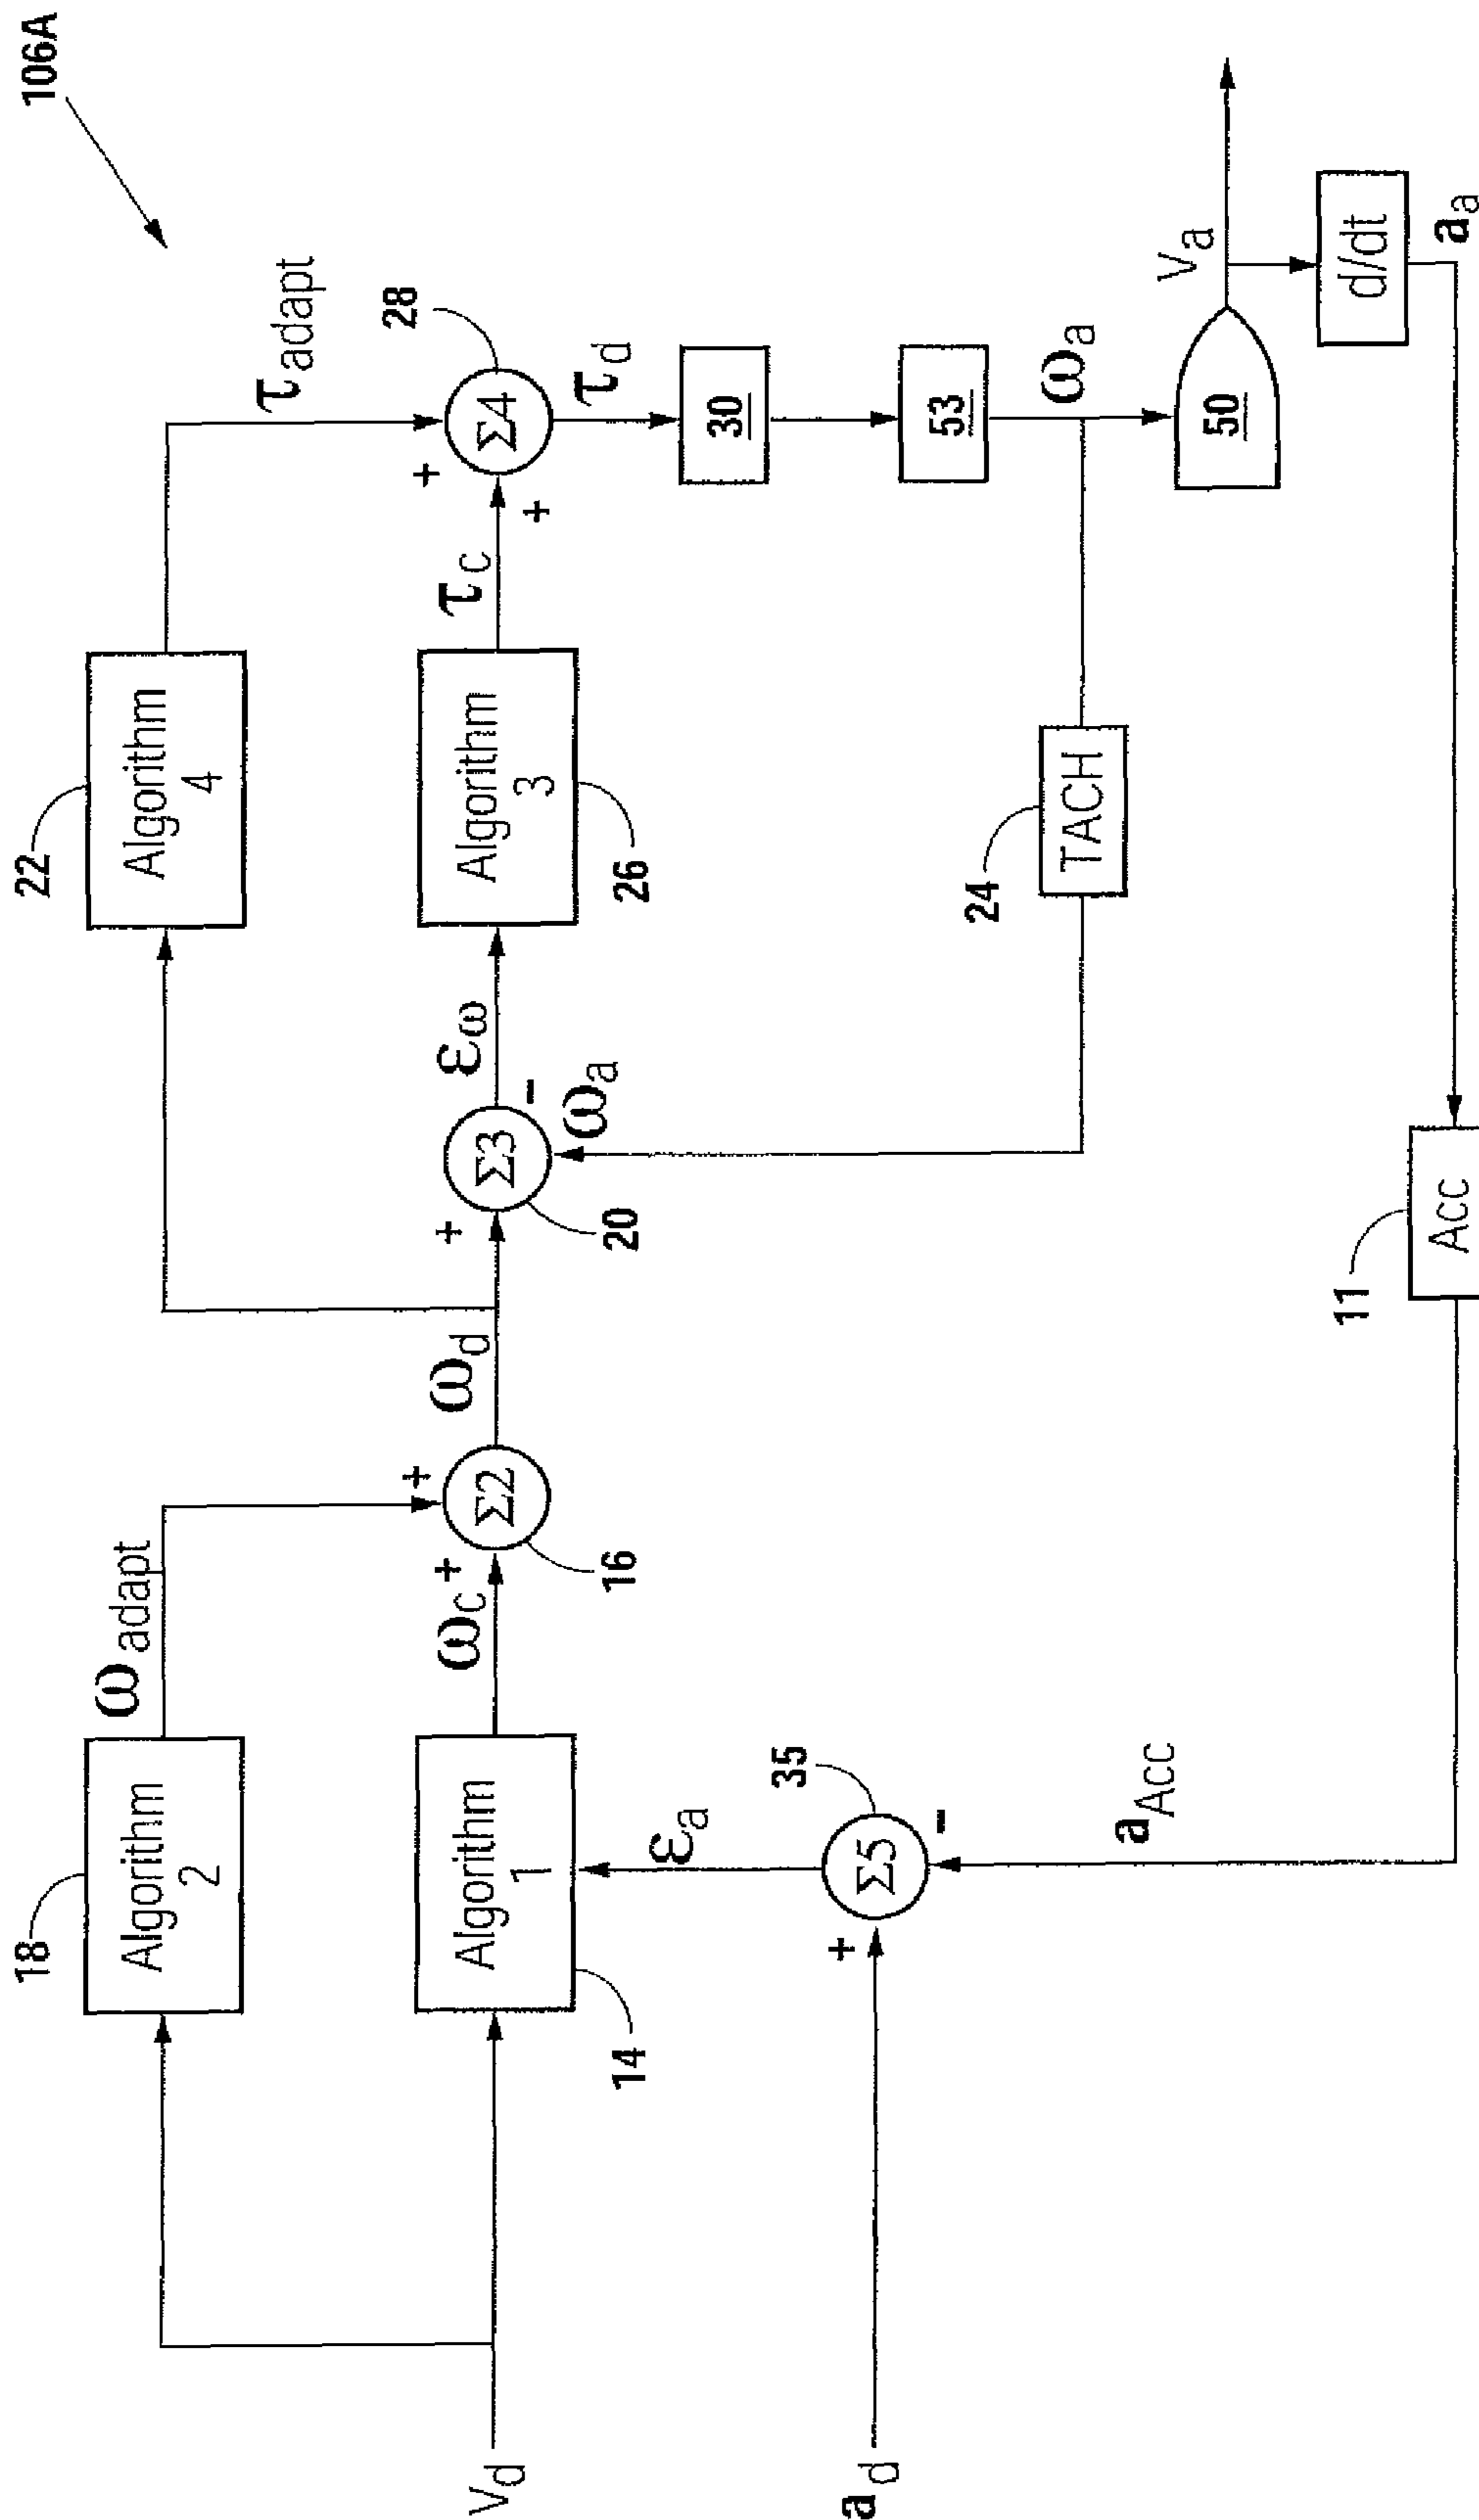 106A
22
Algorithm
4
τadapt
18
Algorithm
2
ωadapt
28
Vd
Algorithm
1
14
ωc
+
+
Σ2
16
ωd
+
Σ3
20
-
εω
ωa
Algorithm
3
26
τc
+
+
Σ4
τd
30
53
ωa
50
Va
d/dt
aa
24
TACH
ad
+
Σ5
35
-
εa
aAcc
11
Acc